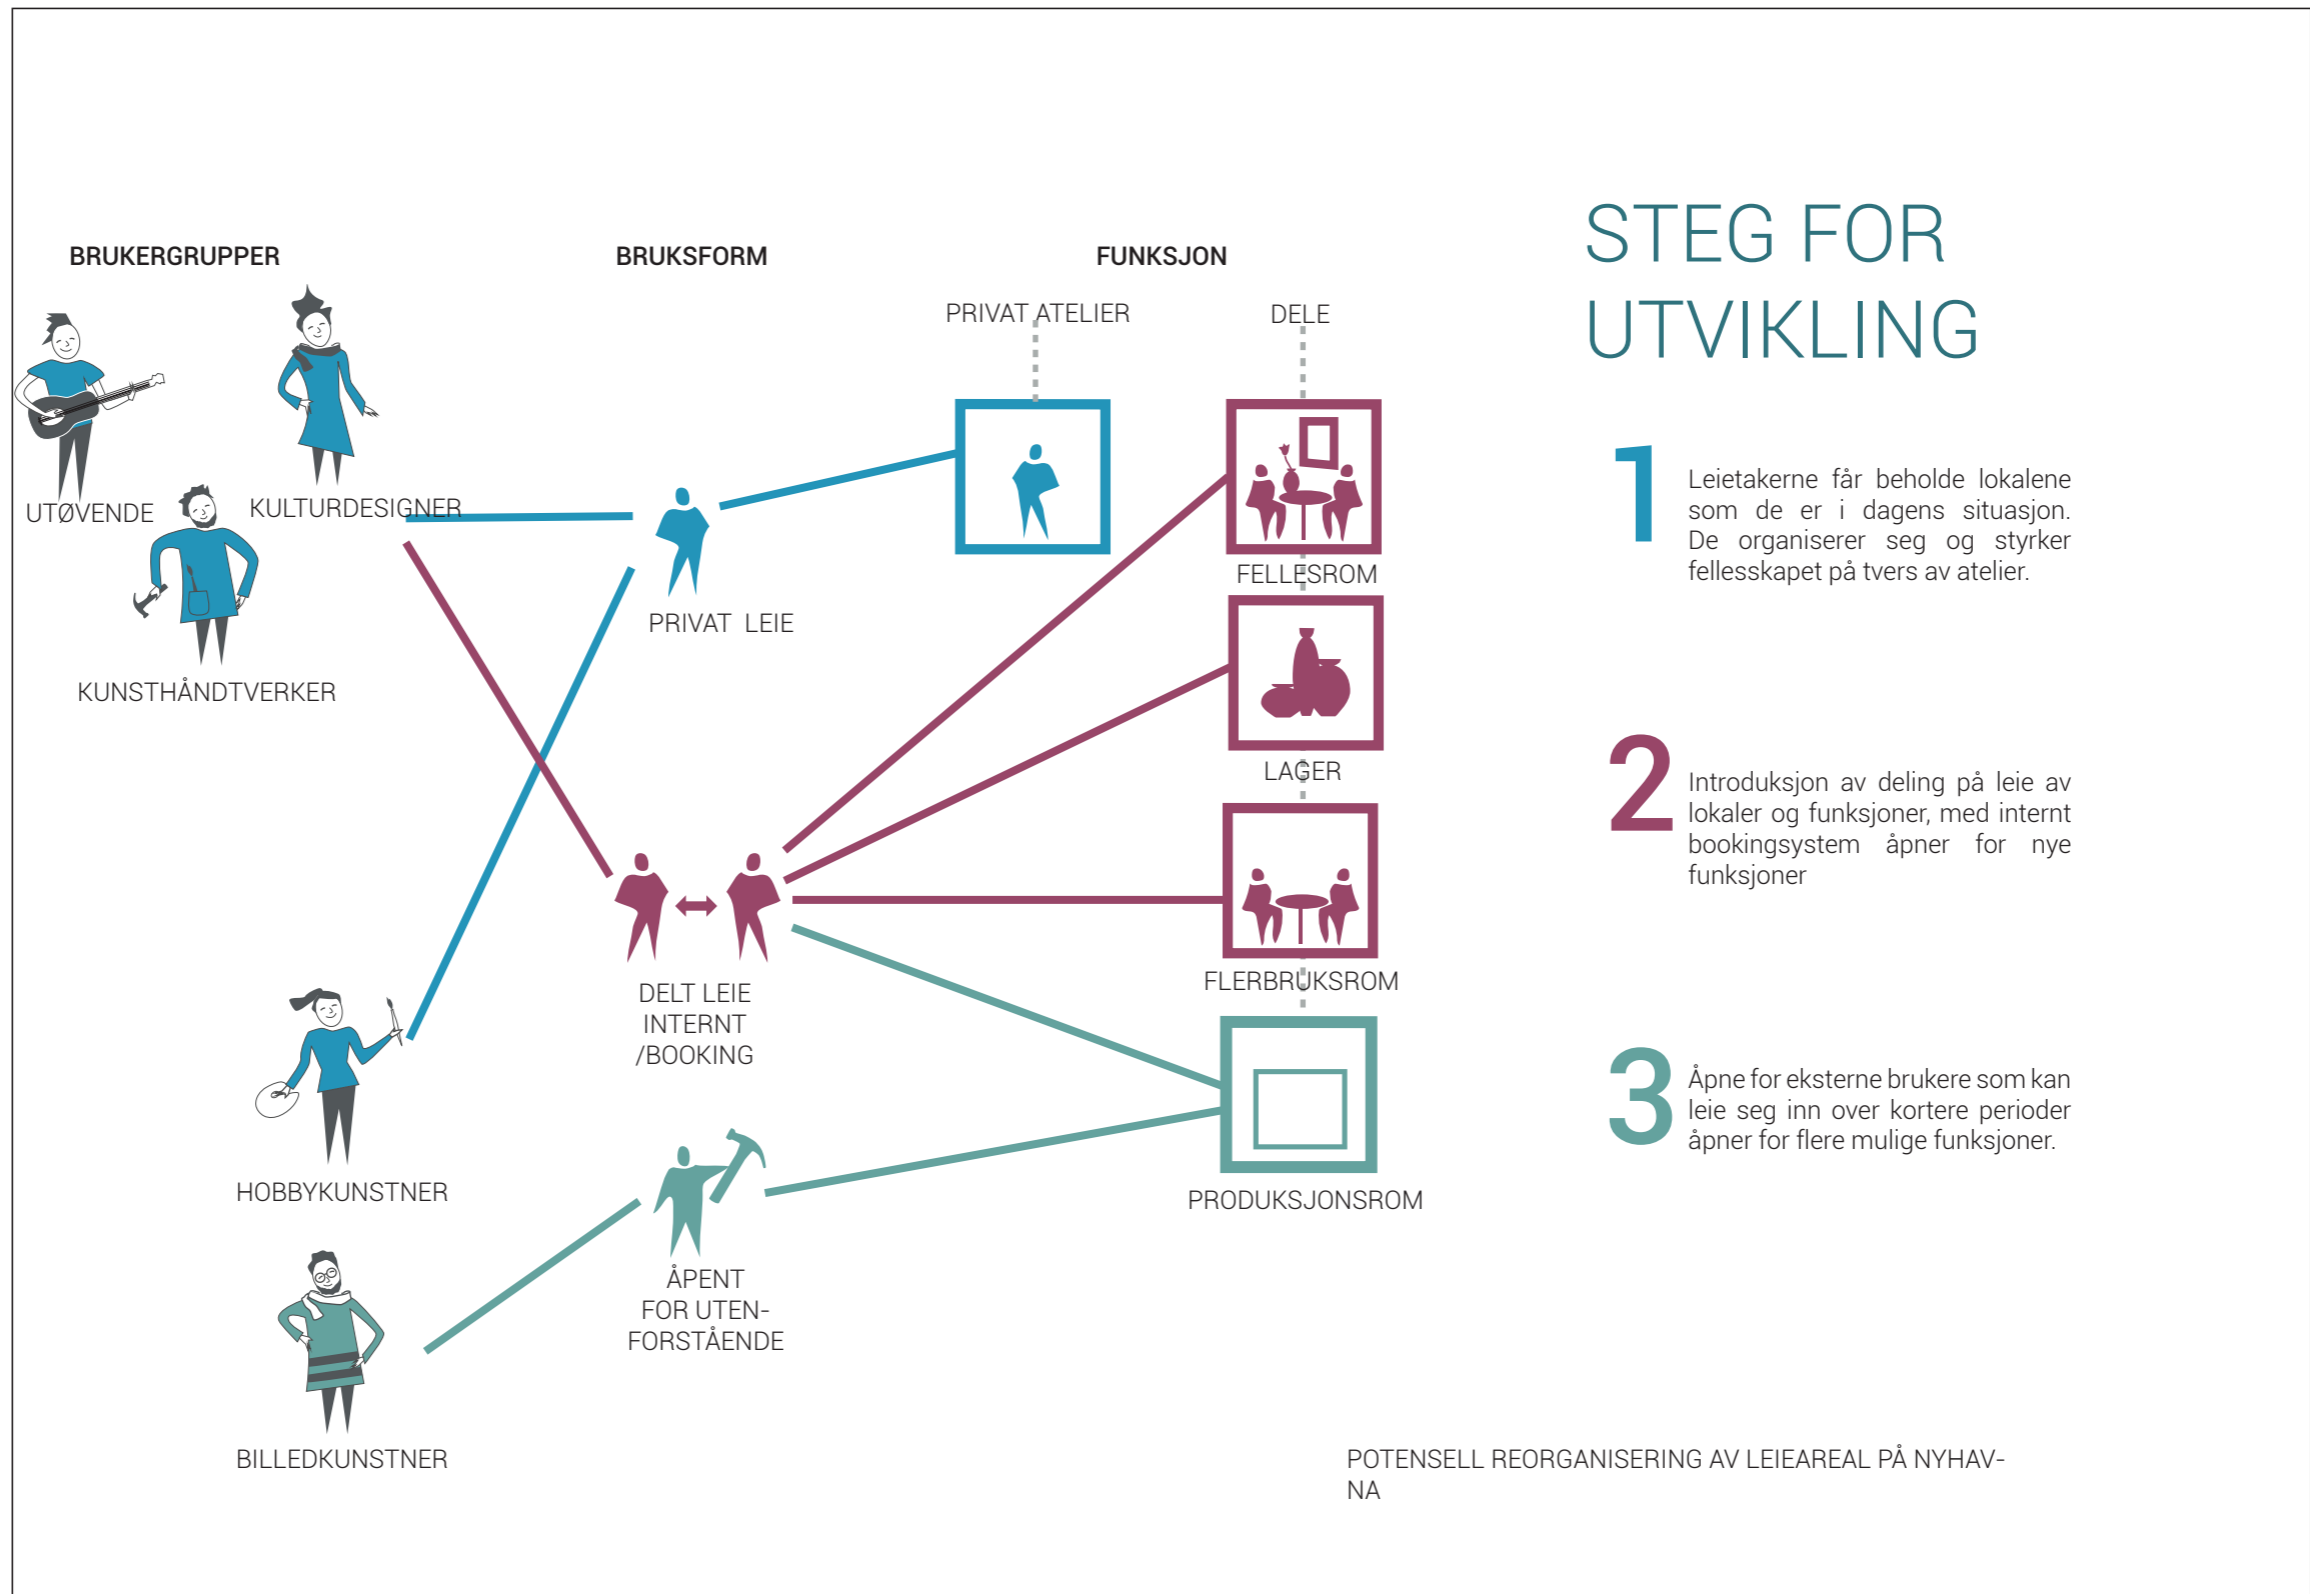 BRUKERGRUPPER
UTØVENDE
KULTURDESIGNER
KUNSTHÅNDTVERKER
HOBBYKUNSTNER
BILLEDKUNSTNER
BRUKSFORM
PRIVAT LEIE
DELT LEIE
INTERNT
/BOOKING
ÅPENT
FOR UTEN-
FORSTÅENDE
FUNKSJON
PRIVAT ATELIER
DELE
FELLESROM
LAGER
FLERBRUKSROM
PRODUKSJONSROM
STEG FOR
UTVIKLING
1
Leietakerne får beholde lokalene
som de er i dagens situasjon.
De organiserer seg og styrker
fellesskapet på tvers av atelier.
2
Introduksjon av deling på leie av
lokaler og funksjoner, med internt
bookingsystem åpner for nye
funksjoner
3
Åpne for eksterne brukere som kan
leie seg inn over kortere perioder
åpner for flere mulige funksjoner.
POTENSELL REORGANISERING AV LEIEAREAL PÅ NYHAV-
NA